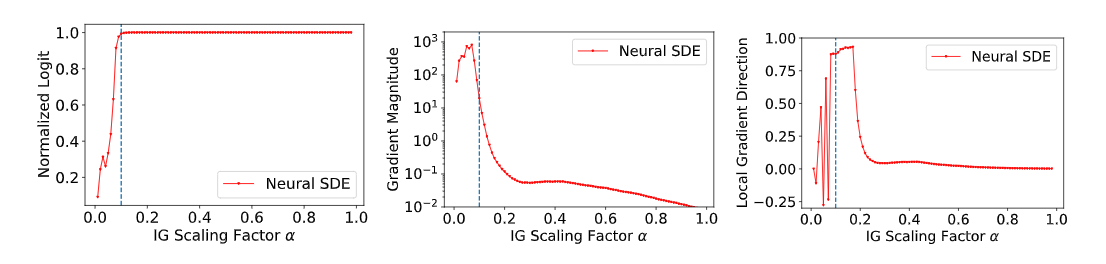 Normalized Logit
1.0
0.8
0.6
0.4
0.2
Neural SDE
0.0 0.2 0.4 0.6 0.8 1.0
IG Scaling Factor α
Gradient Magnitude
10³
10²
10¹
10⁰
10⁻¹
10⁻²
Neural SDE
0.0 0.2 0.4 0.6 0.8 1.0
IG Scaling Factor α
Local Gradient Direction
1.00
0.75
0.50
0.25
0.00
−0.25
Neural SDE
0.0 0.2 0.4 0.6 0.8 1.0
IG Scaling Factor α